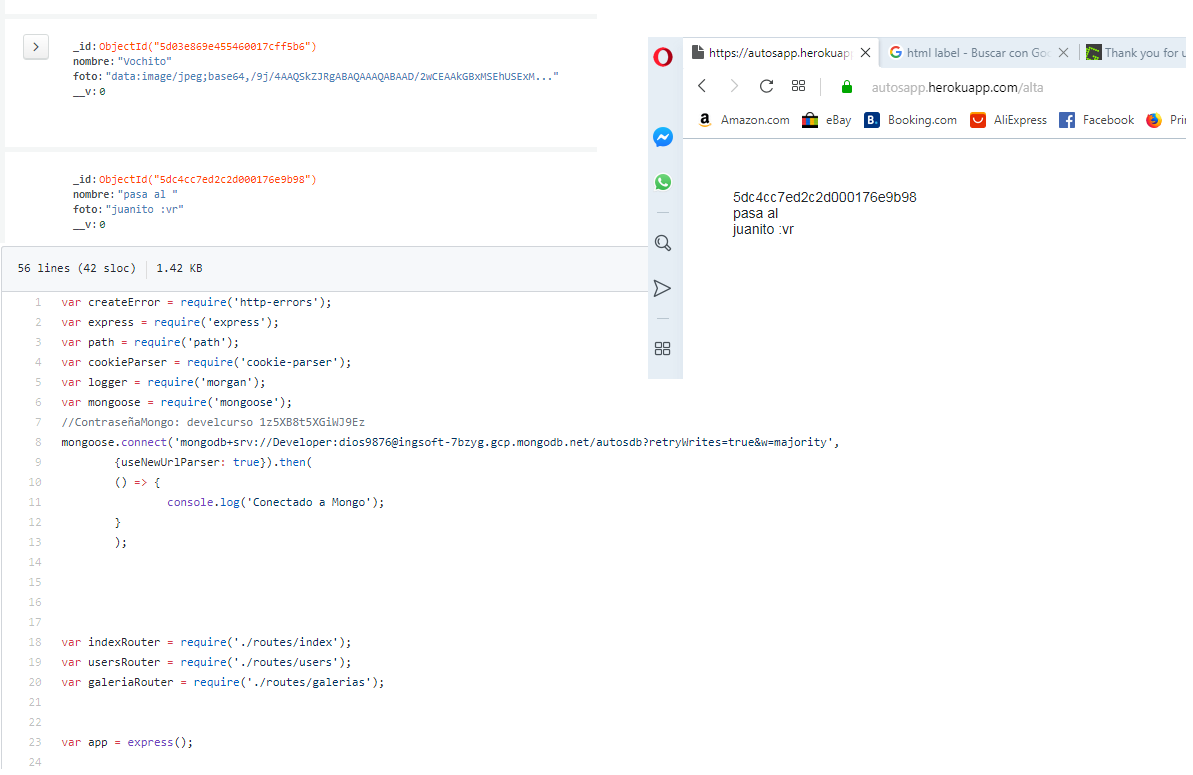 _id: ObjectId("5d03e869e455460017cff5b6")
nombre: "Vochito"
foto: "data:image/jpeg;base64,/9j/4AAQSkZJRgABAQAAAQABAAD/2wCEAAkGBxMSEhUSExM..."
__v: 0
_id: ObjectId("5dc4cc7ed2c2d000176e9b98")
nombre: "pasa al "
foto: "juanito :vr"
__v: 0
https://autosapp.herokuapp
html label - Buscar con Goo
Thank you for u
autosapp.herokuapp.com/alta
Amazon.com
eBay
B. Booking.com
AliExpress
Facebook
Prin
5dc4cc7ed2c2d000176e9b98
pasa al
juanito :vr
56 lines (42 sloc) 1.42 KB
1 var createError = require('http-errors');
2 var express = require('express');
3 var path = require('path');
4 var cookieParser = require('cookie-parser');
5 var logger = require('morgan');
6 var mongoose = require('mongoose');
7 //ContraseñaMongo: develcurso 1z5XB8t5XGiWJ9Ez
8 mongoose.connect('mongodb+srv://Developer:dios9876@ingsoft-7bzyg.gcp.mongodb.net/autosdb?retryWrites=true&w=majority',
9 {useNewUrlParser: true}).then(
10 () => {
11 console.log('Conectado a Mongo');
12 }
13 );
14
15
16
17
18 var indexRouter = require('./routes/index');
19 var usersRouter = require('./routes/users');
20 var galeriaRouter = require('./routes/galerias');
21
22
23 var app = express();
24